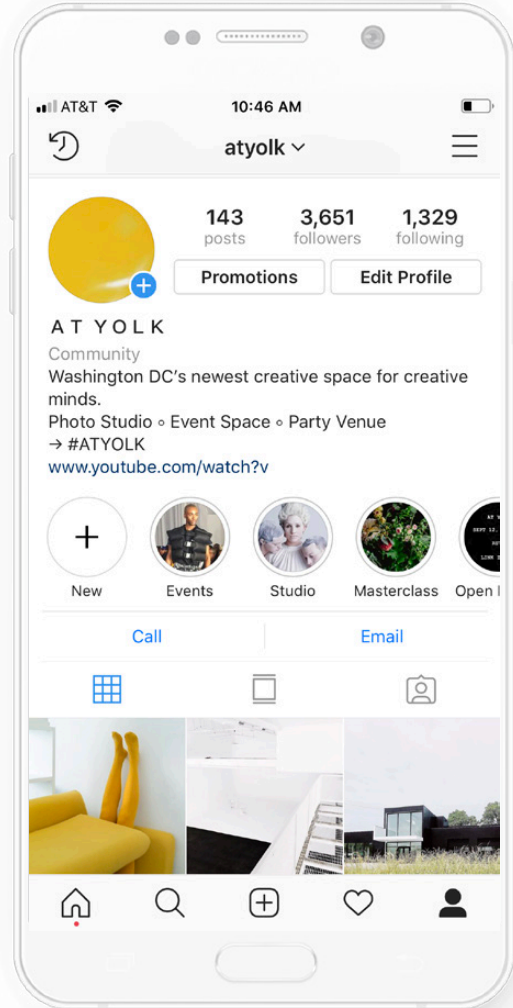 AT&T 10:46 AM
atyolk
143 3,651 1,329
posts followers following
Promotions Edit Profile
A T Y O L K
Community
Washington DC's newest creative space for creative
minds.
Photo Studio ∘ Event Space ∘ Party Venue
→ #ATYOLK
www.youtube.com/watch?v
New Events Studio Masterclass Open
Call Email